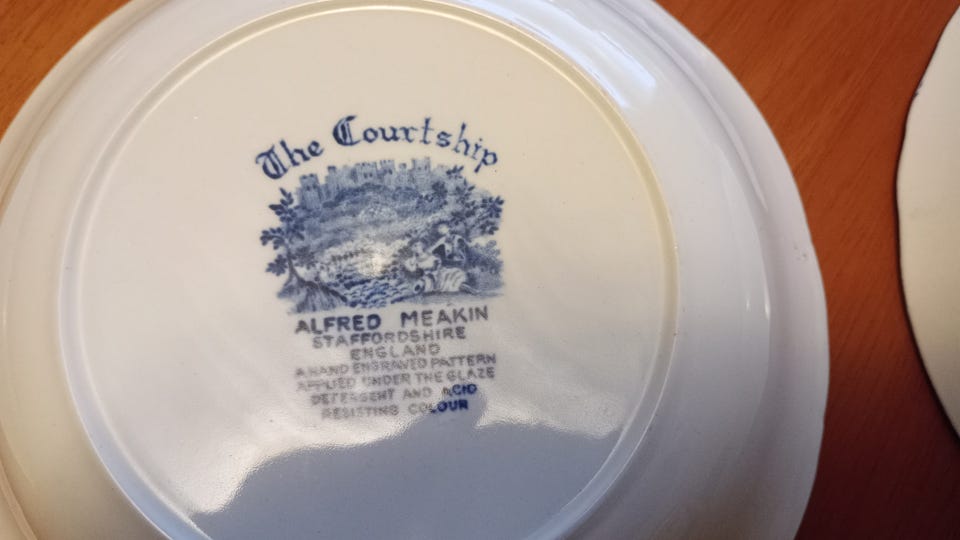 The Courtship
ALFRED MEAKIN
STAFFORDSHIRE
ENGLAND
A HAND ENGRAVED PATTERN
APPLIED UNDER THE GLAZE
DETERGENT AND ACID
RESISTING COLOUR